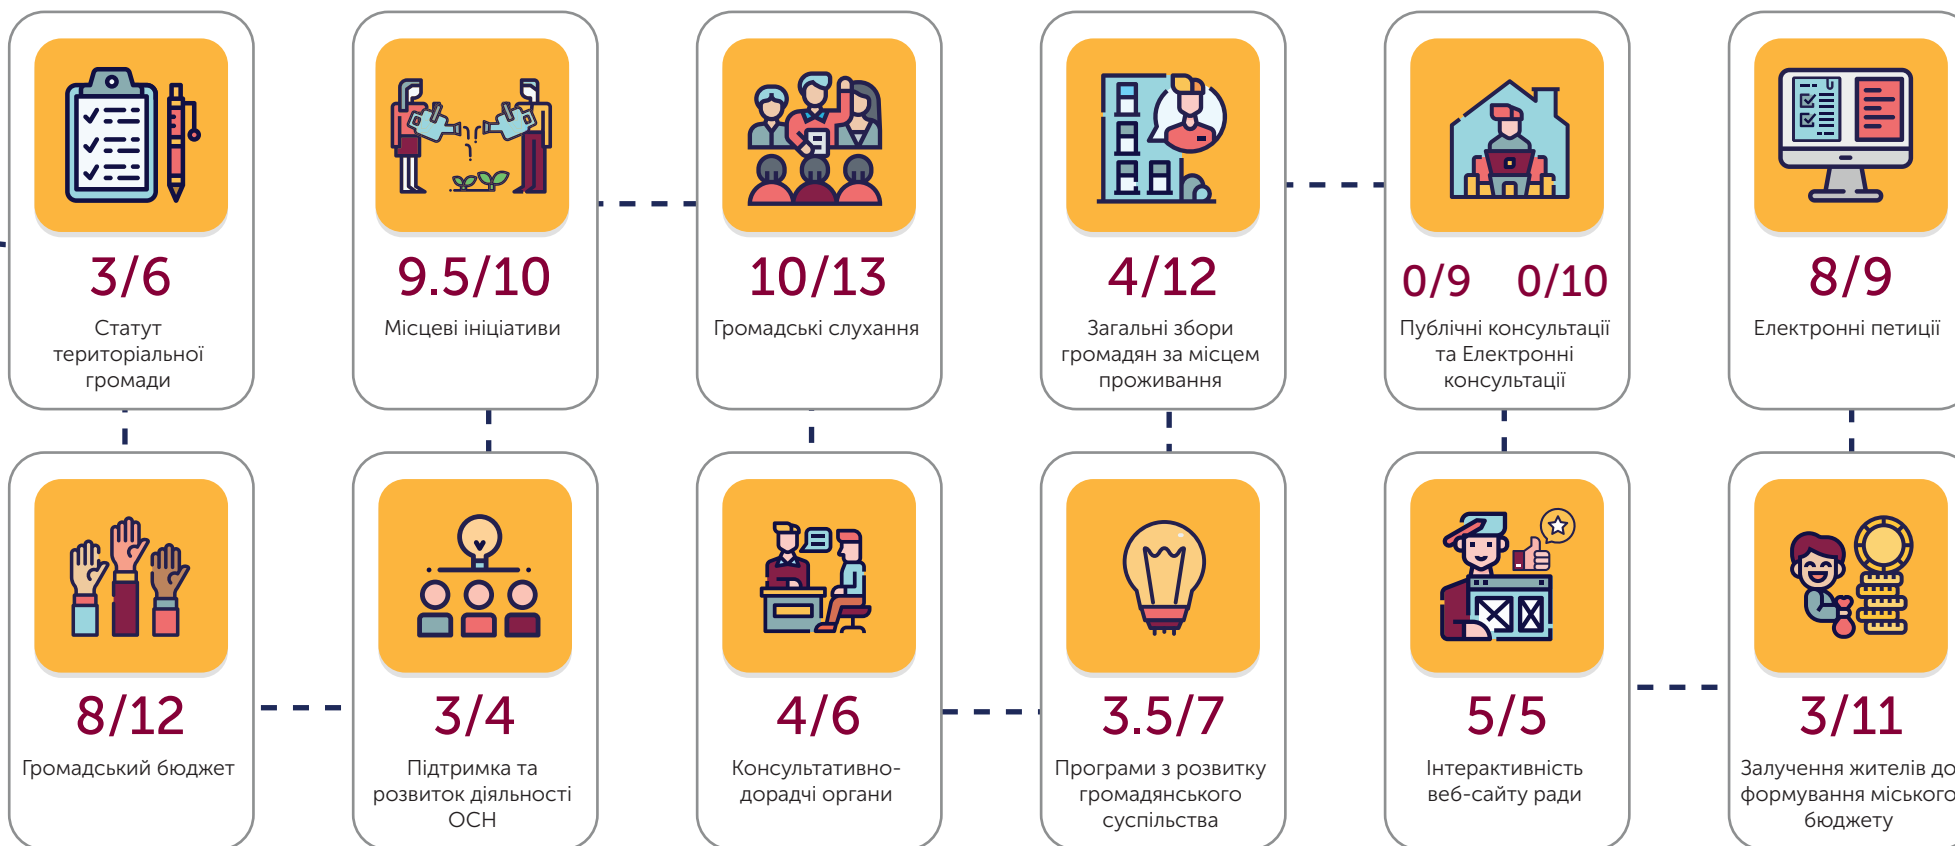 3/6
Статут
територіальної
громади
9.5/10
Місцеві ініціативи
10/13
Громадські слухання
4/12
Загальні збори
громадян за місцем
проживання
0/9 0/10
Публічні консультації
та Електронні
консультації
8/9
Електронні петиції
8/12
Громадський бюджет
3/4
Підтримка та
розвиток діяльності
ОСН
4/6
Консультативно-
дорадчі органи
3.5/7
Програми з розвитку
громадянського
суспільства
5/5
Інтерактивність
веб-сайту ради
3/11
Залучення жителів до
формування міського
бюджету